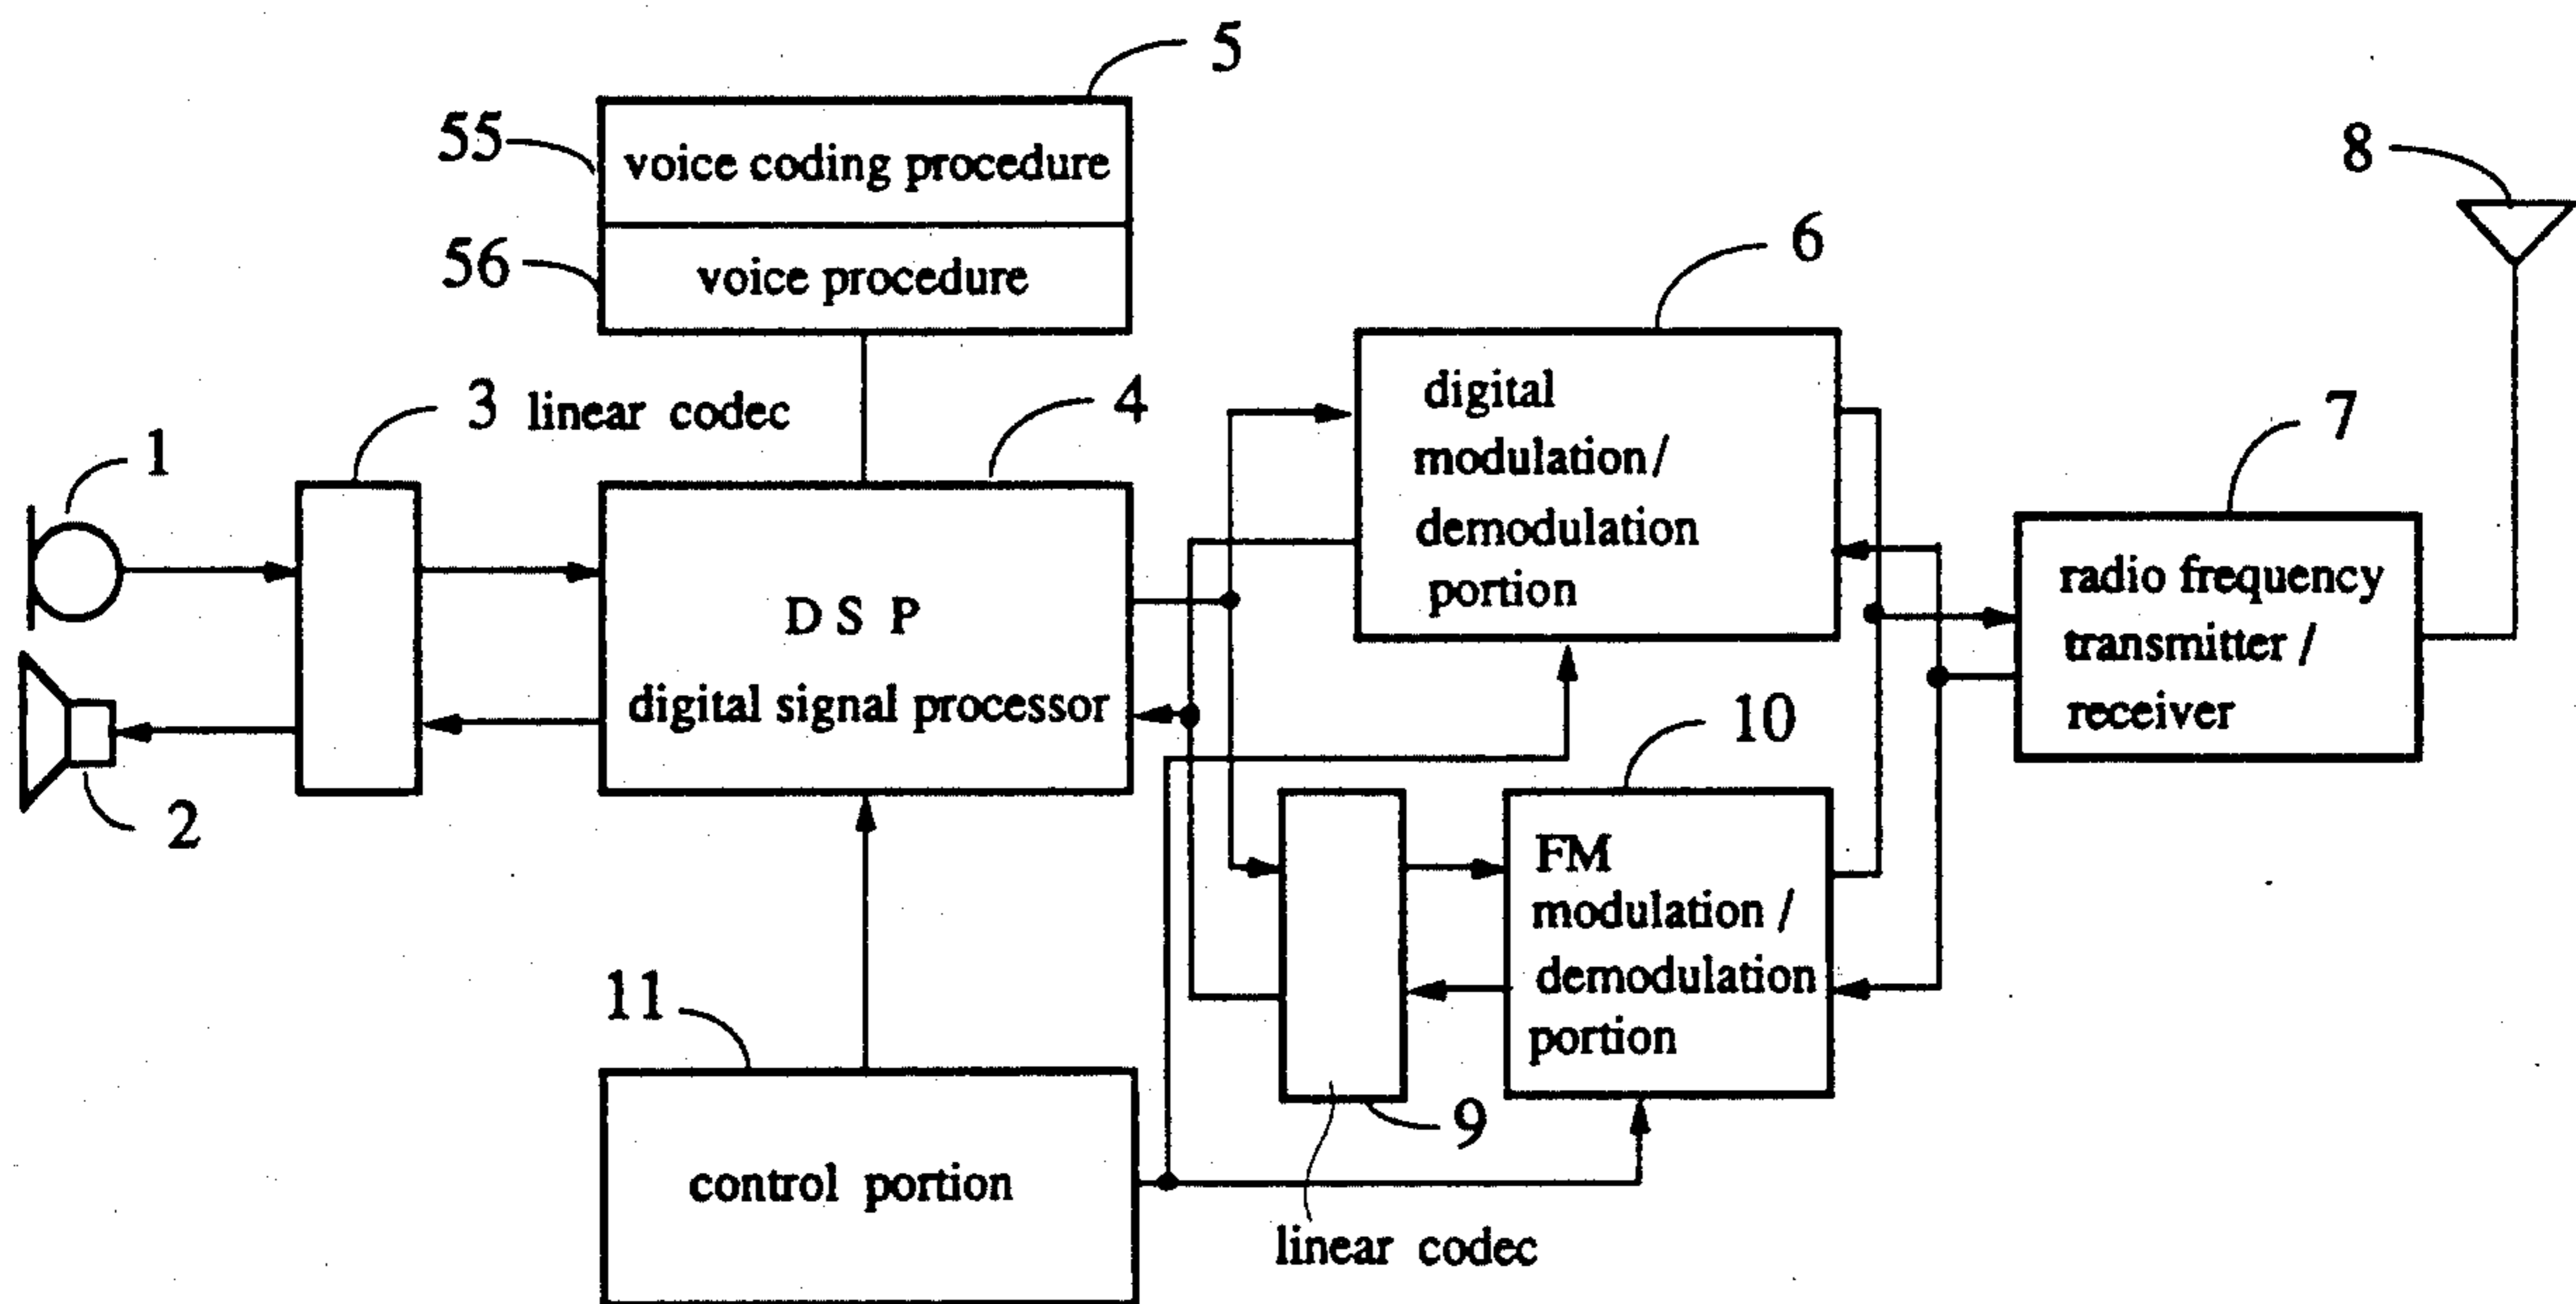 5
55
voice coding procedure
56
voice procedure
8
6
3 linear codec
4
digital
modulation/
demodulation
portion
1
7
D S P
digital signal processor
radio frequency
transmitter /
receiver
2
10
FM
modulation /
demodulation
portion
11
9
control portion
linear codec